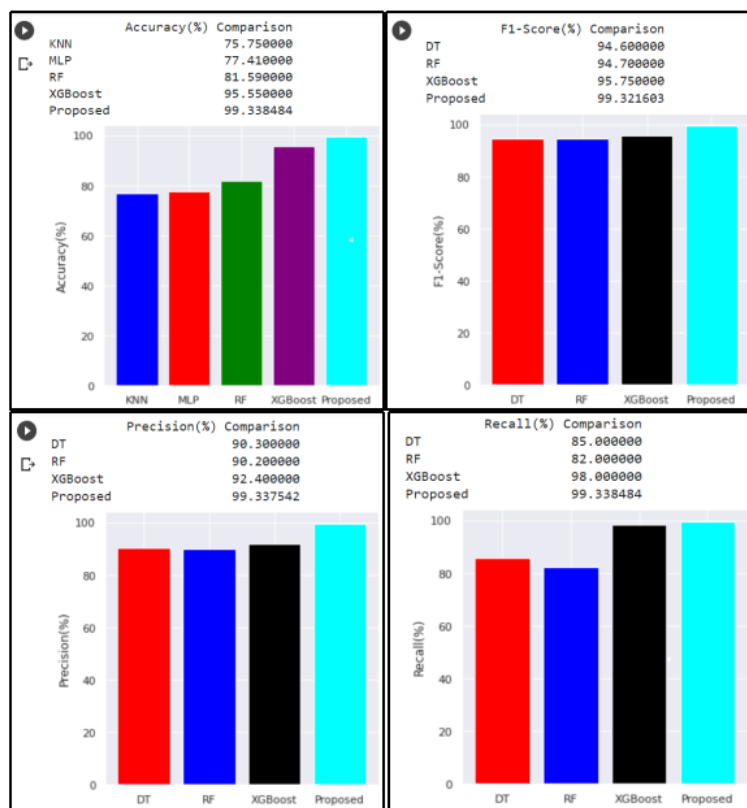 Accuracy(%) Comparison
KNN 75.750000
MLP 77.410000
RF 81.590000
XGBoost 95.550000
Proposed 99.338484
100
80
60
40
20
0
Accuracy(%)
KNN MLP RF XGBoost Proposed
F1-Score(%) Comparison
DT 94.600000
RF 94.700000
XGBoost 95.750000
Proposed 99.321603
100
80
60
40
20
0
F1-Score(%)
DT RF XGBoost Proposed
Precision(%) Comparison
DT 90.300000
RF 90.200000
XGBoost 92.400000
Proposed 99.337542
100
80
60
40
20
0
Precision(%)
DT RF XGBoost Proposed
Recall(%) Comparison
DT 85.000000
RF 82.000000
XGBoost 98.000000
Proposed 99.338484
100
80
60
40
20
0
Recall(%)
DT RF XGBoost Proposed